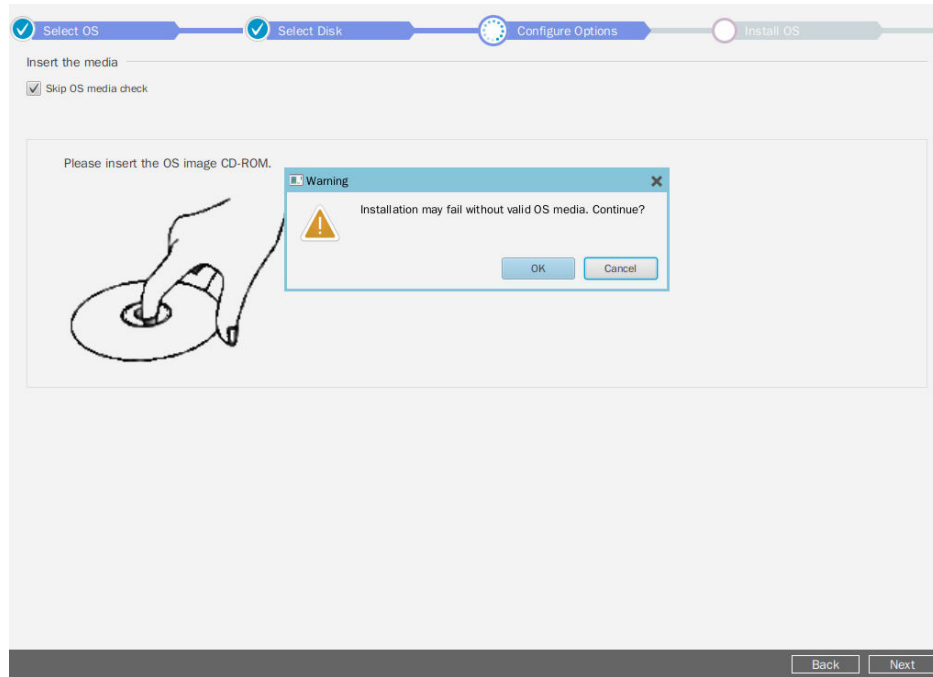 Select OS
Select Disk
Configure Options
Install OS
Insert the media
Skip OS media check
Please insert the OS image CD-ROM.
Warning
Installation may fail without valid OS media. Continue?
OK
Cancel
Back
Next